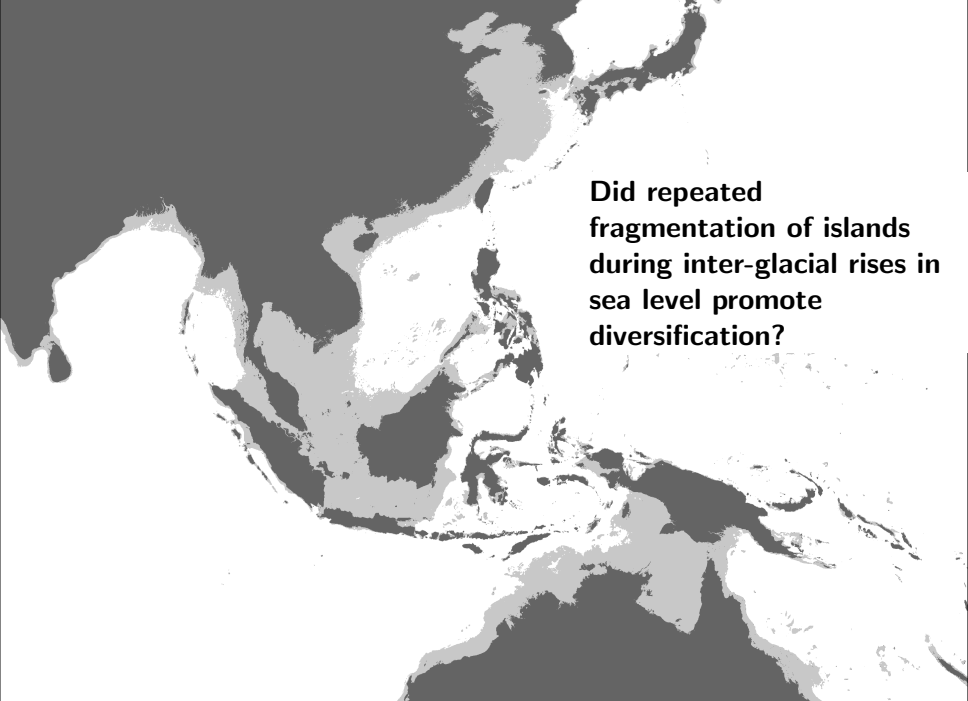 Did repeated
fragmentation of islands
during inter-glacial rises in
sea level promote
diversification?